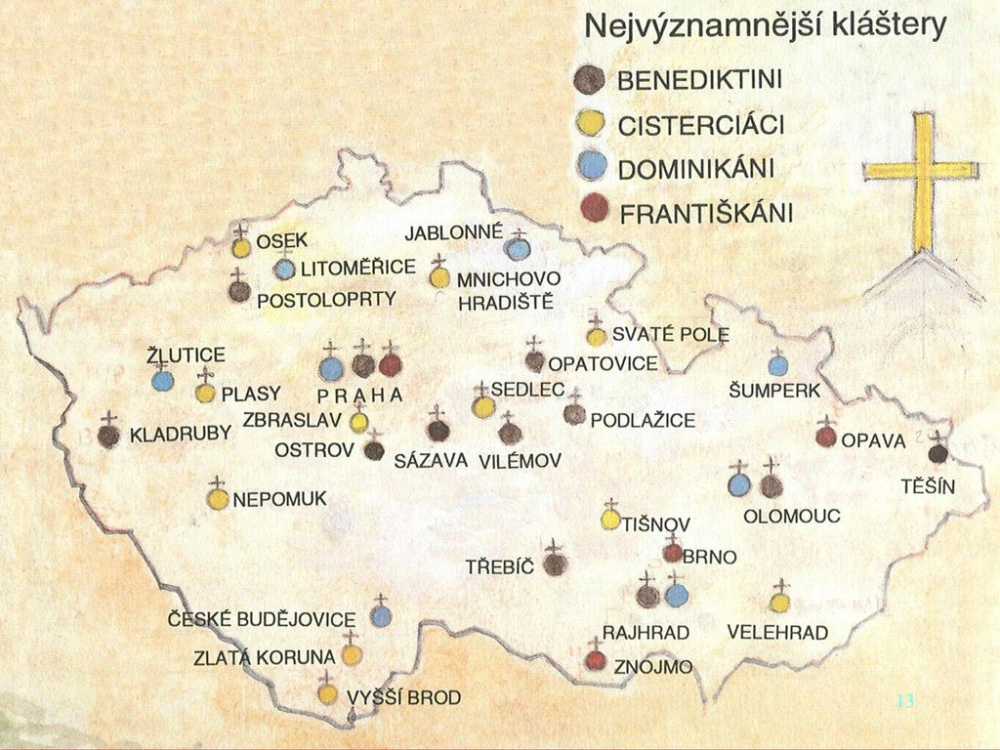 Nejvýznamnější kláštery
BENEDIKTINI
CISTERCIÁCI
DOMINIKÁNI
FRANTIŠKÁNI
OSEK
JABLONNÉ
LITOMĚŘICE
MNICHOVO
HRADIŠTĚ
POSTOLOPRTY
SVATÉ POLE
ŽLUTICE
OPATOVICE
PLASY
PRAHA
SEDLEC
ŠUMPERK
ZBRASLAV
PODLAŽICE
KLADRUBY
OSTROV
SÁZAVA
VILÉMOV
OPAVA
TĚŠÍN
NEPOMUK
OLOMOUC
TIŠNOV
TŘEBÍČ
BRNO
ČESKÉ BUDĚJOVICE
RAJHRAD
VELEHRAD
ZLATÁ KORUNA
ZNOJMO
VYŠŠÍ BROD
13